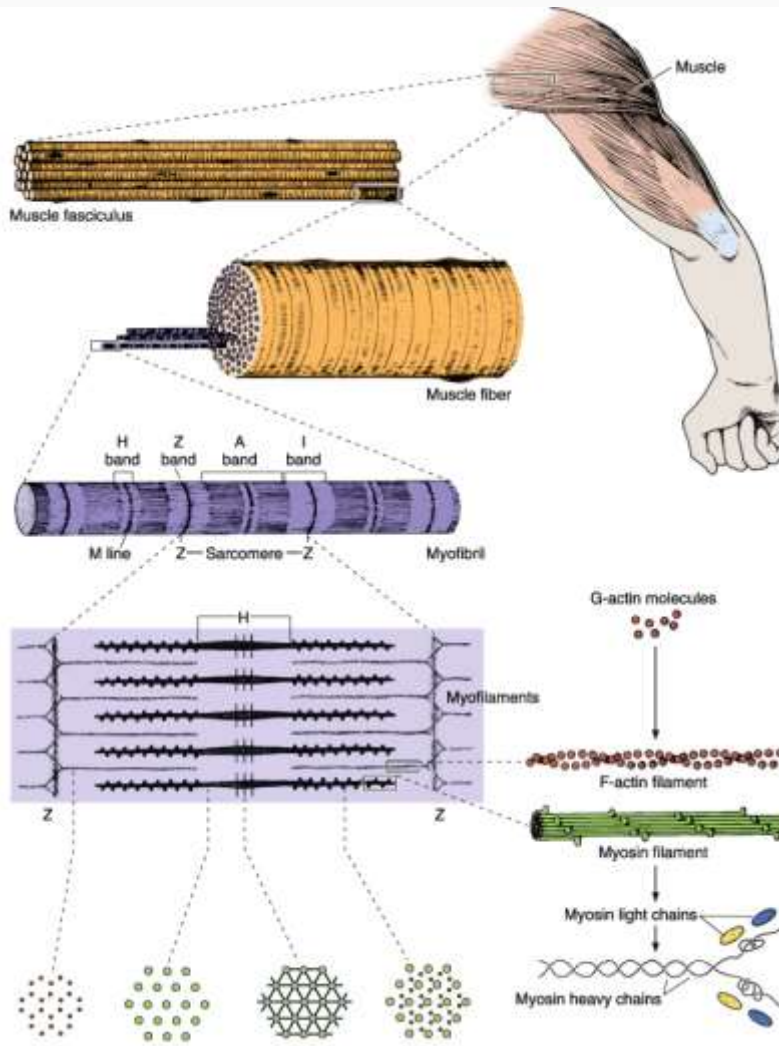 Muscle
Muscle fasciculus
Muscle fiber
H
band
Z
band
A
band
I
band
M line
Z
Sarcomere
Z
Myofibril
H
G-actin molecules
Myofilaments
F-actin filament
Z
Z
Myosin filament
Myosin light chains
Myosin heavy chains